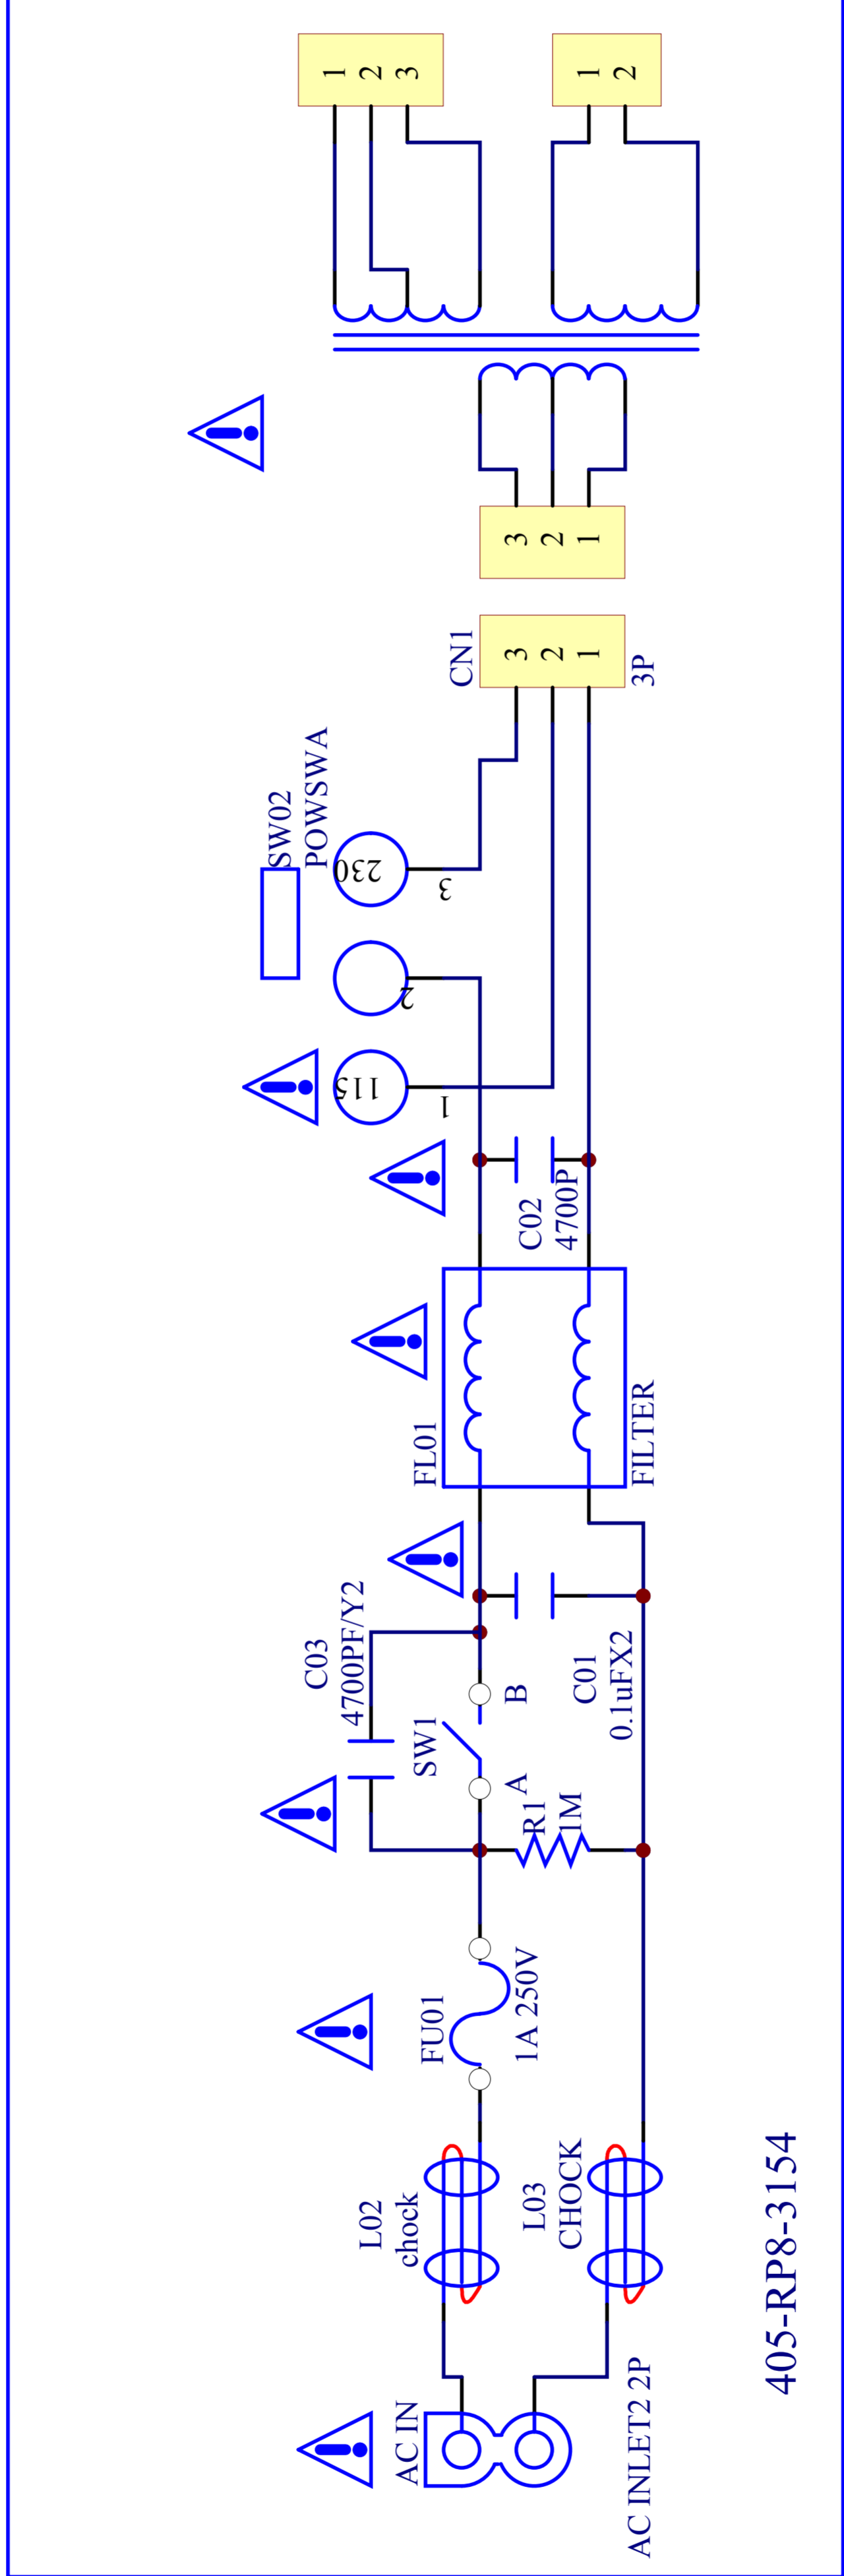 AC IN
AC INLET2 2P
L02
chock
L03
CHOCK
FU01
1A 250V
R1
1M
C03
4700PF/Y2
SW1
A
B
C01
0.1uFX2
FL01
FILTER
C02
4700P
115
1
2
230
3
SW02
POWSWA
CN1
3
2
1
3P
3
2
1
1
2
3
1
2
405-RP8-3154